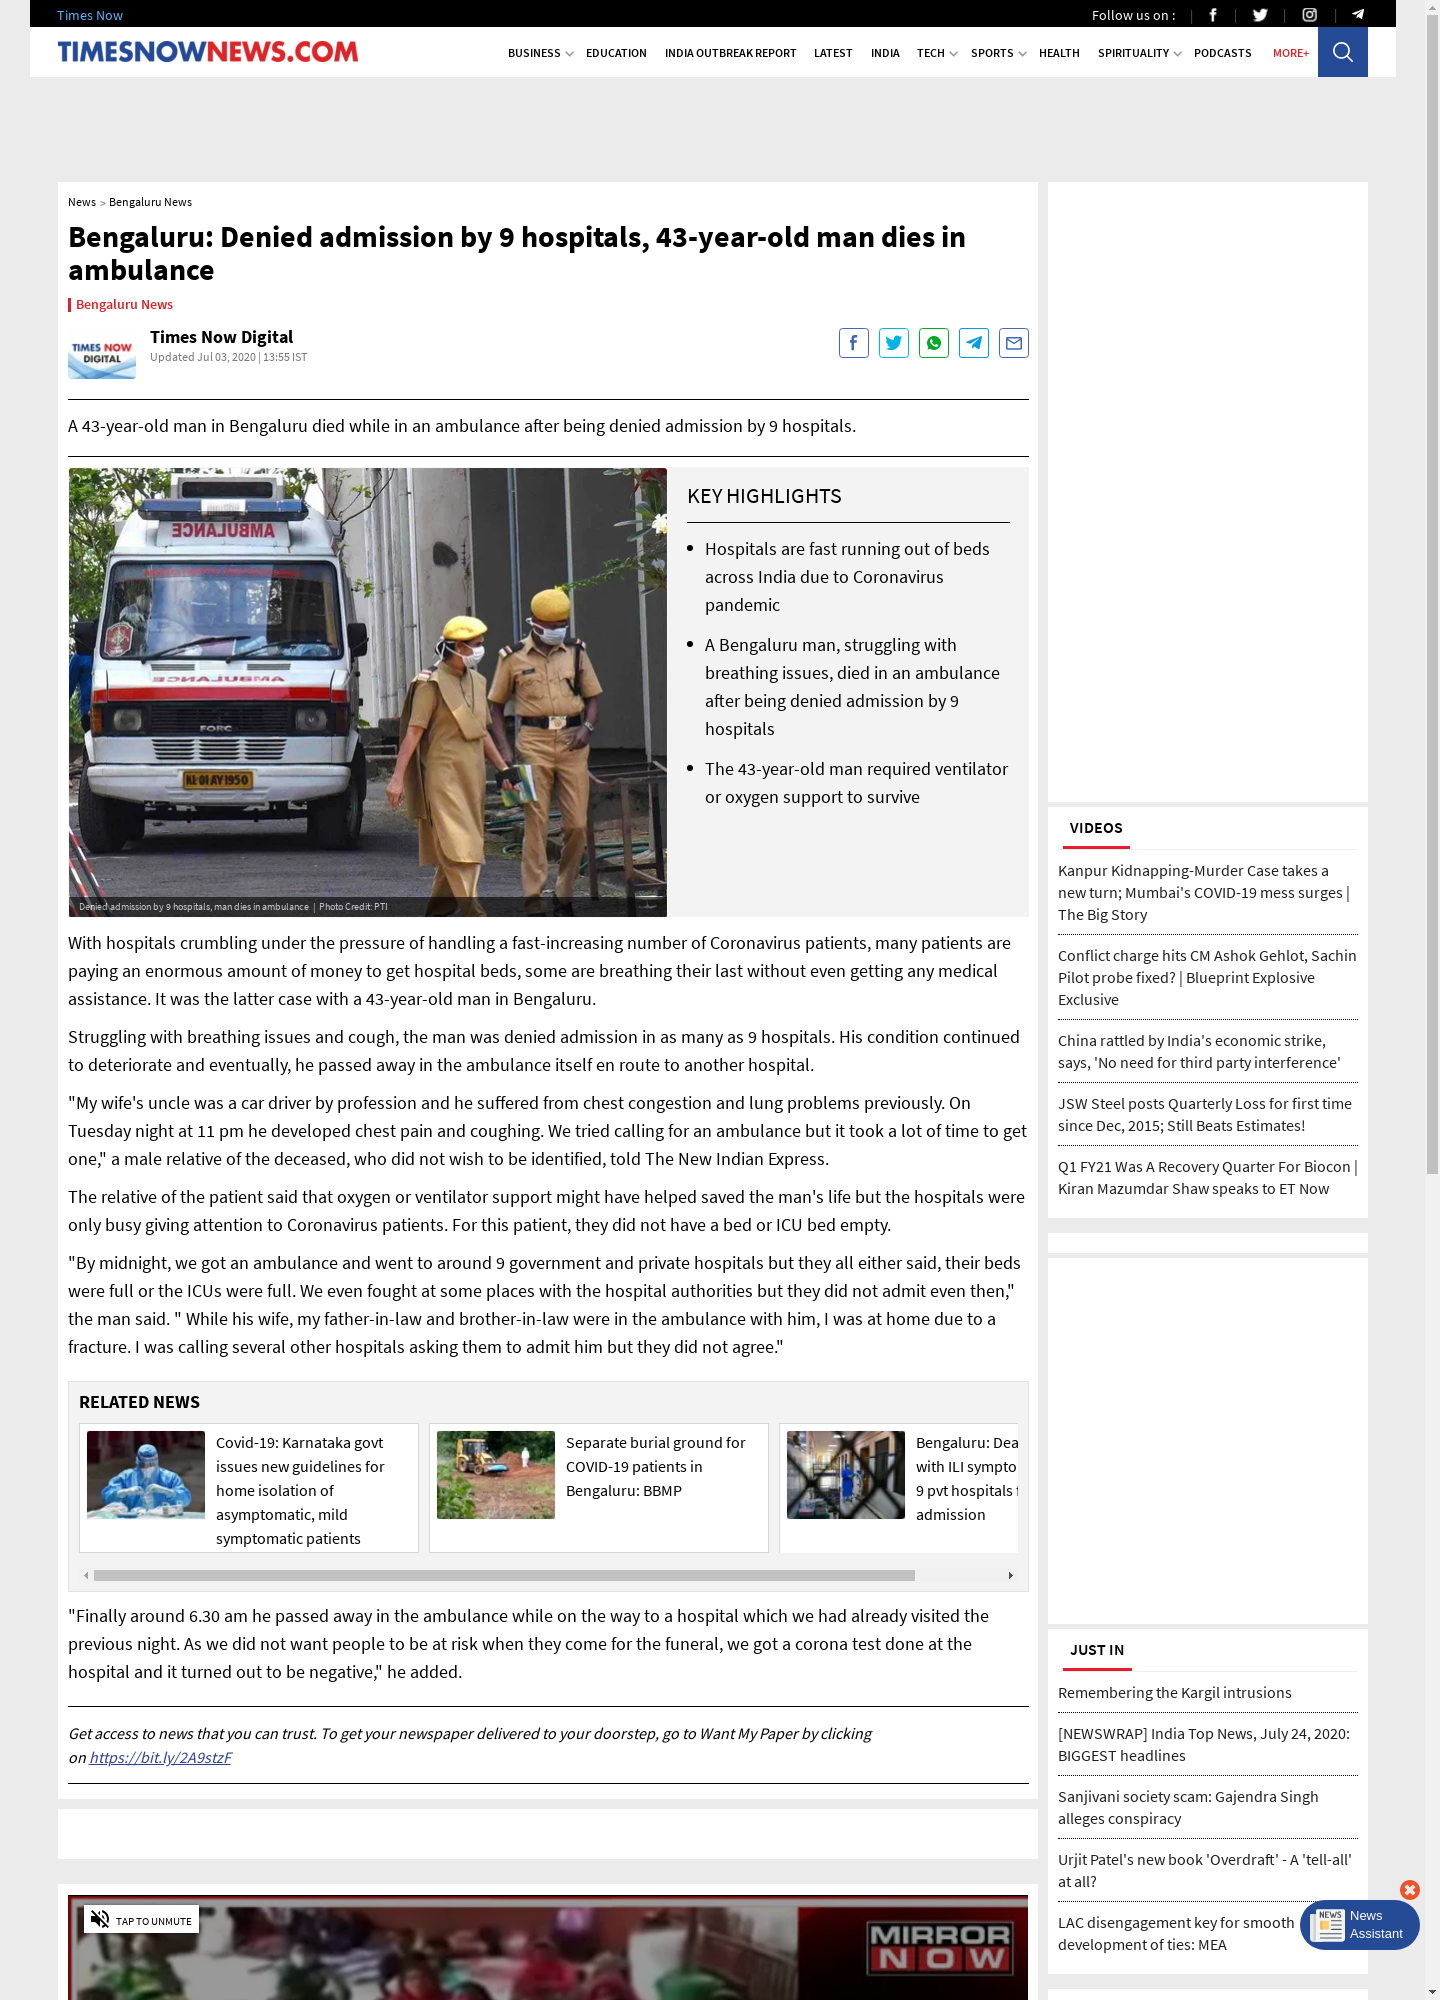 Times Now
Follow us on :
TIMESNOWNEWS.COM
BUSINESS EDUCATION INDIA OUTBREAK REPORT LATEST INDIA TECH SPORTS HEALTH SPIRITUALITY PODCASTS MORE+
News > Bengaluru News
Bengaluru: Denied admission by 9 hospitals, 43-year-old man dies in
ambulance
Bengaluru News
TIMES NOW
DIGITAL
Times Now Digital
Updated Jul 03, 2020 | 13:55 IST
A 43-year-old man in Bengaluru died while in an ambulance after being denied admission by 9 hospitals.
AMBULANCE
AMBULANCE
FORC
KL 01 AY 1950
Denied admission by 9 hospitals, man dies in ambulance | Photo Credit: PTI
KEY HIGHLIGHTS
Hospitals are fast running out of beds
across India due to Coronavirus
pandemic
A Bengaluru man, struggling with
breathing issues, died in an ambulance
after being denied admission by 9
hospitals
The 43-year-old man required ventilator
or oxygen support to survive
With hospitals crumbling under the pressure of handling a fast-increasing number of Coronavirus patients, many patients are
paying an enormous amount of money to get hospital beds, some are breathing their last without even getting any medical
assistance. It was the latter case with a 43-year-old man in Bengaluru.
Struggling with breathing issues and cough, the man was denied admission in as many as 9 hospitals. His condition continued
to deteriorate and eventually, he passed away in the ambulance itself en route to another hospital.
"My wife's uncle was a car driver by profession and he suffered from chest congestion and lung problems previously. On
Tuesday night at 11 pm he developed chest pain and coughing. We tried calling for an ambulance but it took a lot of time to get
one," a male relative of the deceased, who did not wish to be identified, told The New Indian Express.
The relative of the patient said that oxygen or ventilator support might have helped saved the man's life but the hospitals were
only busy giving attention to Coronavirus patients. For this patient, they did not have a bed or ICU bed empty.
"By midnight, we got an ambulance and went to around 9 government and private hospitals but they all either said, their beds
were full or the ICUs were full. We even fought at some places with the hospital authorities but they did not admit even then,"
the man said. " While his wife, my father-in-law and brother-in-law were in the ambulance with him, I was at home due to a
fracture. I was calling several other hospitals asking them to admit him but they did not agree."
RELATED NEWS
Covid-19: Karnataka govt
issues new guidelines for
home isolation of
asymptomatic, mild
symptomatic patients
Separate burial ground for
COVID-19 patients in
Bengaluru: BBMP
Bengaluru: Dea
with ILI sympto
9 pvt hospitals
admission
"Finally around 6.30 am he passed away in the ambulance while on the way to a hospital which we had already visited the
previous night. As we did not want people to be at risk when they come for the funeral, we got a corona test done at the
hospital and it turned out to be negative," he added.
Get access to news that you can trust. To get your newspaper delivered to your doorstep, go to Want My Paper by clicking
on https://bit.ly/2A9stzF
TAP TO UNMUTE
MIRROR
NOW
VIDEOS
Kanpur Kidnapping-Murder Case takes a
new turn; Mumbai's COVID-19 mess surges |
The Big Story
Conflict charge hits CM Ashok Gehlot, Sachin
Pilot probe fixed? | Blueprint Explosive
Exclusive
China rattled by India's economic strike,
says, 'No need for third party interference'
JSW Steel posts Quarterly Loss for first time
since Dec, 2015; Still Beats Estimates!
Q1 FY21 Was A Recovery Quarter For Biocon |
Kiran Mazumdar Shaw speaks to ET Now
JUST IN
Remembering the Kargil intrusions
[NEWSWRAP] India Top News, July 24, 2020:
BIGGEST headlines
Sanjivani society scam: Gajendra Singh
alleges conspiracy
Urjit Patel's new book 'Overdraft' - A 'tell-all'
at all?
LAC disengagement key for smooth
development of ties: MEA
NEWS
News
Assistant